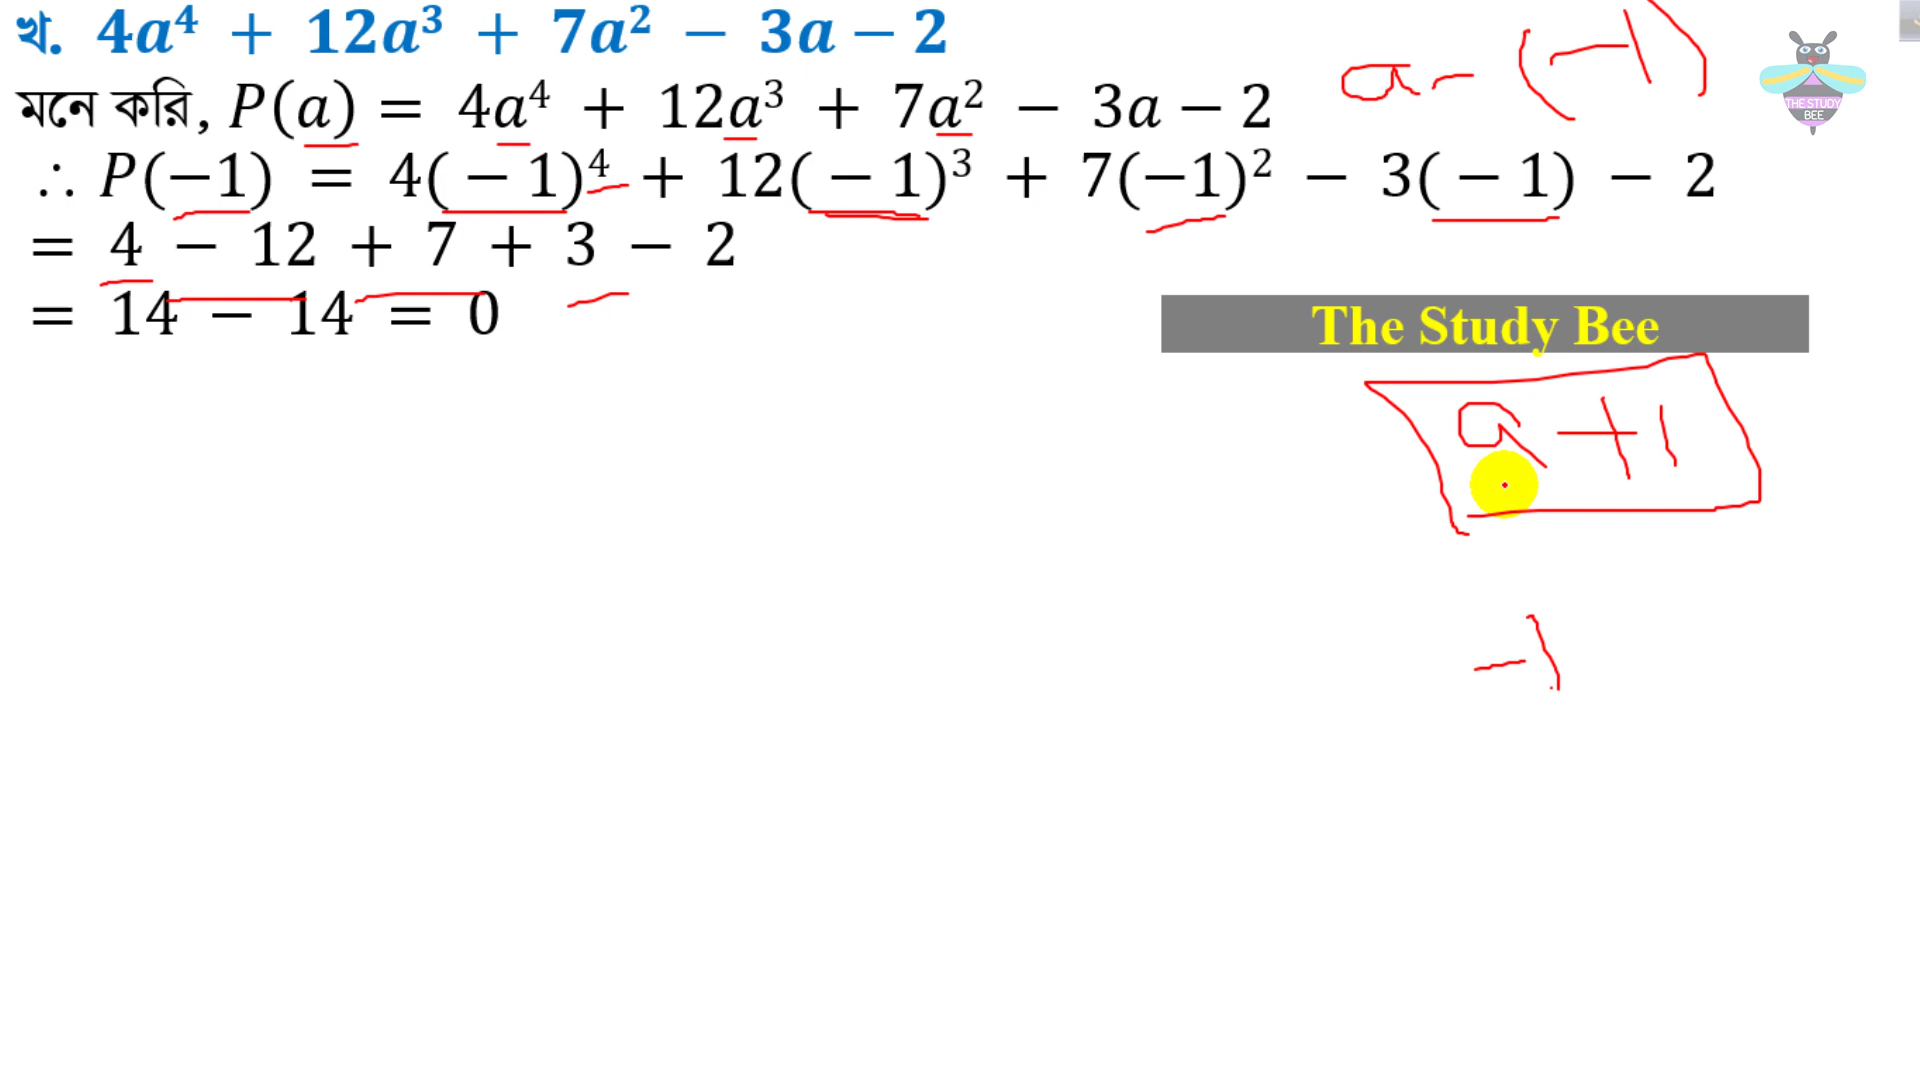 খ. 4a⁴ + 12a³ + 7a² − 3a − 2
a - (-1)
THE STUDY
BEE
মনে করি, P(a) = 4a⁴ + 12a³ + 7a² − 3a − 2
∴ P(−1) = 4( − 1)⁴ + 12( − 1)³ + 7(−1)² − 3( − 1) − 2
= 4 − 12 + 7 + 3 − 2
= 14 − 14 = 0
The Study Bee
a + 1
-1